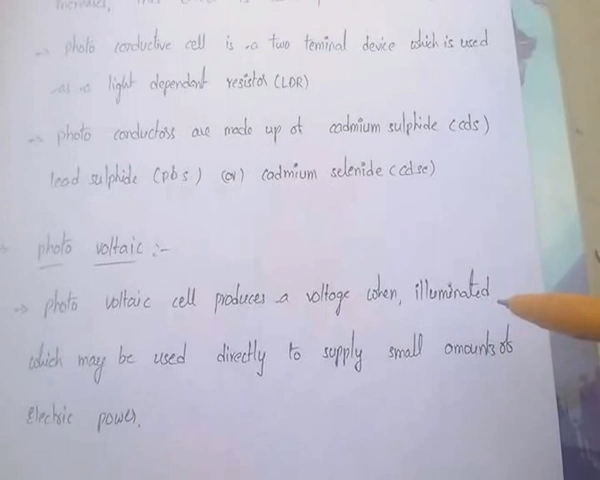 → photo conductive cell is a two teminal device which is used
as a light dependant resistor (LDR)
→ photo conductors are made up of cadmium sulphide (cds)
lead sulphide (pbs) (or) cadmium selenide (cdse)
photo voltaic :-
→ photo voltaic cell produces a voltage when, illuminated
which may be used directly to supply small amounts of
Electric power.